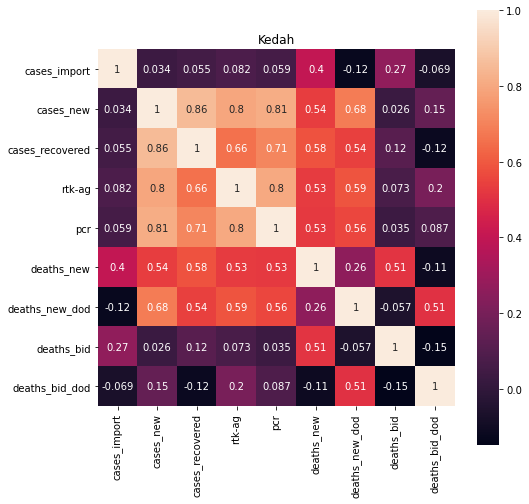 Kedah
cases_import 1 0.034 0.055 0.082 0.059 0.4 -0.12 0.27 -0.069
cases_new 0.034 1 0.86 0.8 0.81 0.54 0.68 0.026 0.15
cases_recovered 0.055 0.86 1 0.66 0.71 0.58 0.54 0.12 -0.12
rtk-ag 0.082 0.8 0.66 1 0.8 0.53 0.59 0.073 0.2
pcr 0.059 0.81 0.71 0.8 1 0.53 0.56 0.035 0.087
deaths_new 0.4 0.54 0.58 0.53 0.53 1 0.26 0.51 -0.11
deaths_new_dod -0.12 0.68 0.54 0.59 0.56 0.26 1 -0.057 0.51
deaths_bid 0.27 0.026 0.12 0.073 0.035 0.51 -0.057 1 -0.15
deaths_bid_dod -0.069 0.15 -0.12 0.2 0.087 -0.11 0.51 -0.15 1
cases_import
cases_new
cases_recovered
rtk-ag
pcr
deaths_new
deaths_new_dod
deaths_bid
deaths_bid_dod
1.0
0.8
0.6
0.4
0.2
0.0